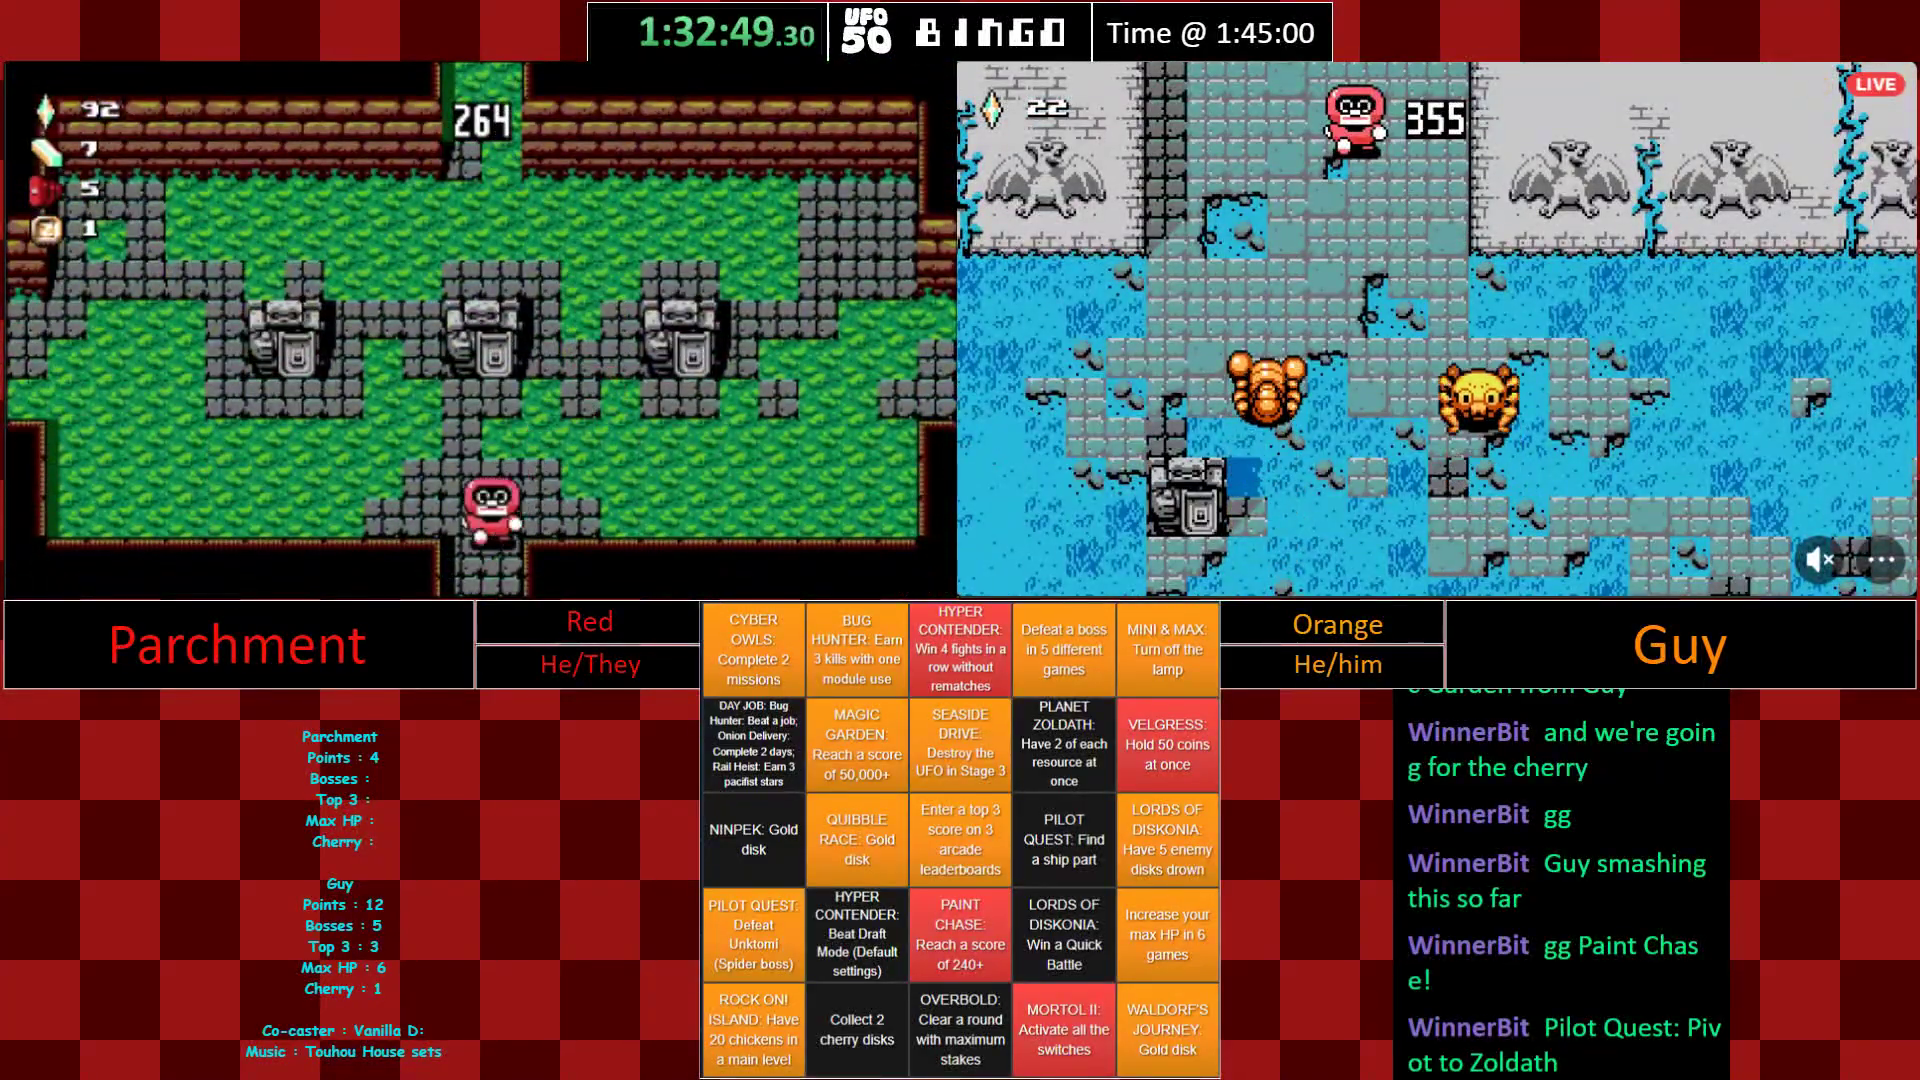 1:32:49.30
UFO 50
BINGO
Time @ 1:45:00
92
7
5
1
264
22
355
LIVE
Parchment
Red
He/They
Orange
He/him
Guy
CYBER
OWLS:
Complete 2
missions
BUG
HUNTER: Earn
3 kills with one
module use
HYPER
CONTENDER:
Win 4 fights in a
row without
rematches
Defeat a boss
in 5 different
games
MINI & MAX:
Turn off the
lamp
DAY JOB: Bug
Hunter: Beat a job;
Onion Delivery:
Complete 2 days;
Rail Heist: Earn 3
pacifist stars
MAGIC
GARDEN:
Reach a score
of 50,000+
SEASIDE
DRIVE:
Destroy the
UFO in Stage 3
PLANET
ZOLDATH:
Have 2 of each
resource at
once
VELGRESS:
Hold 50 coins
at once
NINPEK: Gold
disk
QUIBBLE
RACE: Gold
disk
Enter a top 3
score on 3
arcade
leaderboards
PILOT
QUEST: Find
a ship part
LORDS OF
DISKONIA:
Have 5 enemy
disks drown
PILOT QUEST:
Defeat
Unktomi
(Spider boss)
HYPER
CONTENDER:
Beat Draft
Mode (Default
settings)
PAINT
CHASE:
Reach a score
of 240+
LORDS OF
DISKONIA:
Win a Quick
Battle
Increase your
max HP in 6
games
ROCK ON!
ISLAND: Have
20 chickens in
a main level
Collect 2
cherry disks
OVERBOLD:
Clear a round
with maximum
stakes
MORTOL II:
Activate all the
switches
WALDORF'S
JOURNEY:
Gold disk
Parchment
Points : 4
Bosses :
Top 3 :
Max HP :
Cherry :
Guy
Points : 12
Bosses : 5
Top 3 : 3
Max HP : 6
Cherry : 1
Co-caster : Vanilla D:
Music : Touhou House sets
c Garden from Guy
WinnerBit and we're goin
g for the cherry
WinnerBit gg
WinnerBit Guy smashing
this so far
WinnerBit gg Paint Chas
e!
WinnerBit Pilot Quest: Piv
ot to Zoldath